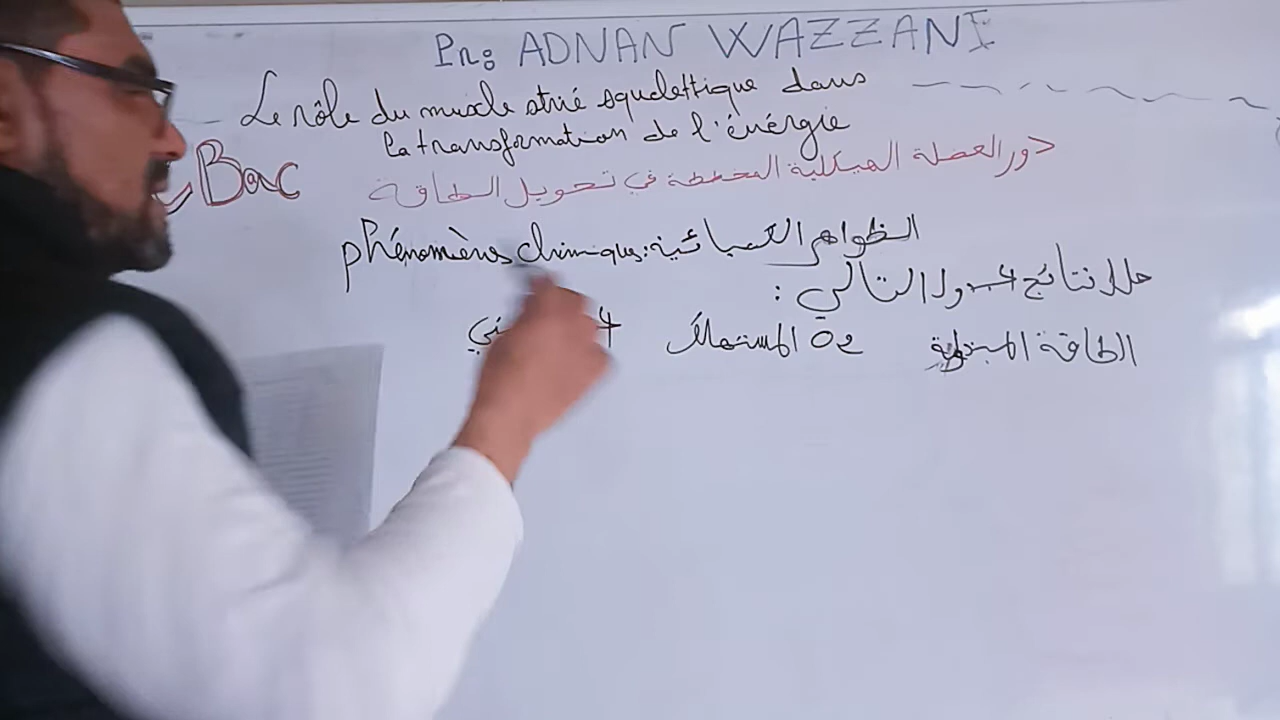 Pr: ADNAN WAZZANI
Le rôle du muscle strié squelettique dans
la transformation de l'énergie
Bac
دور العضلة الهيكلية المخططة في تحويل الطاقة
phénomènes chimiques: الظواهر الكيميائية
حلل نتائج الجدول التالي :
الطاقة O2 المستهلك